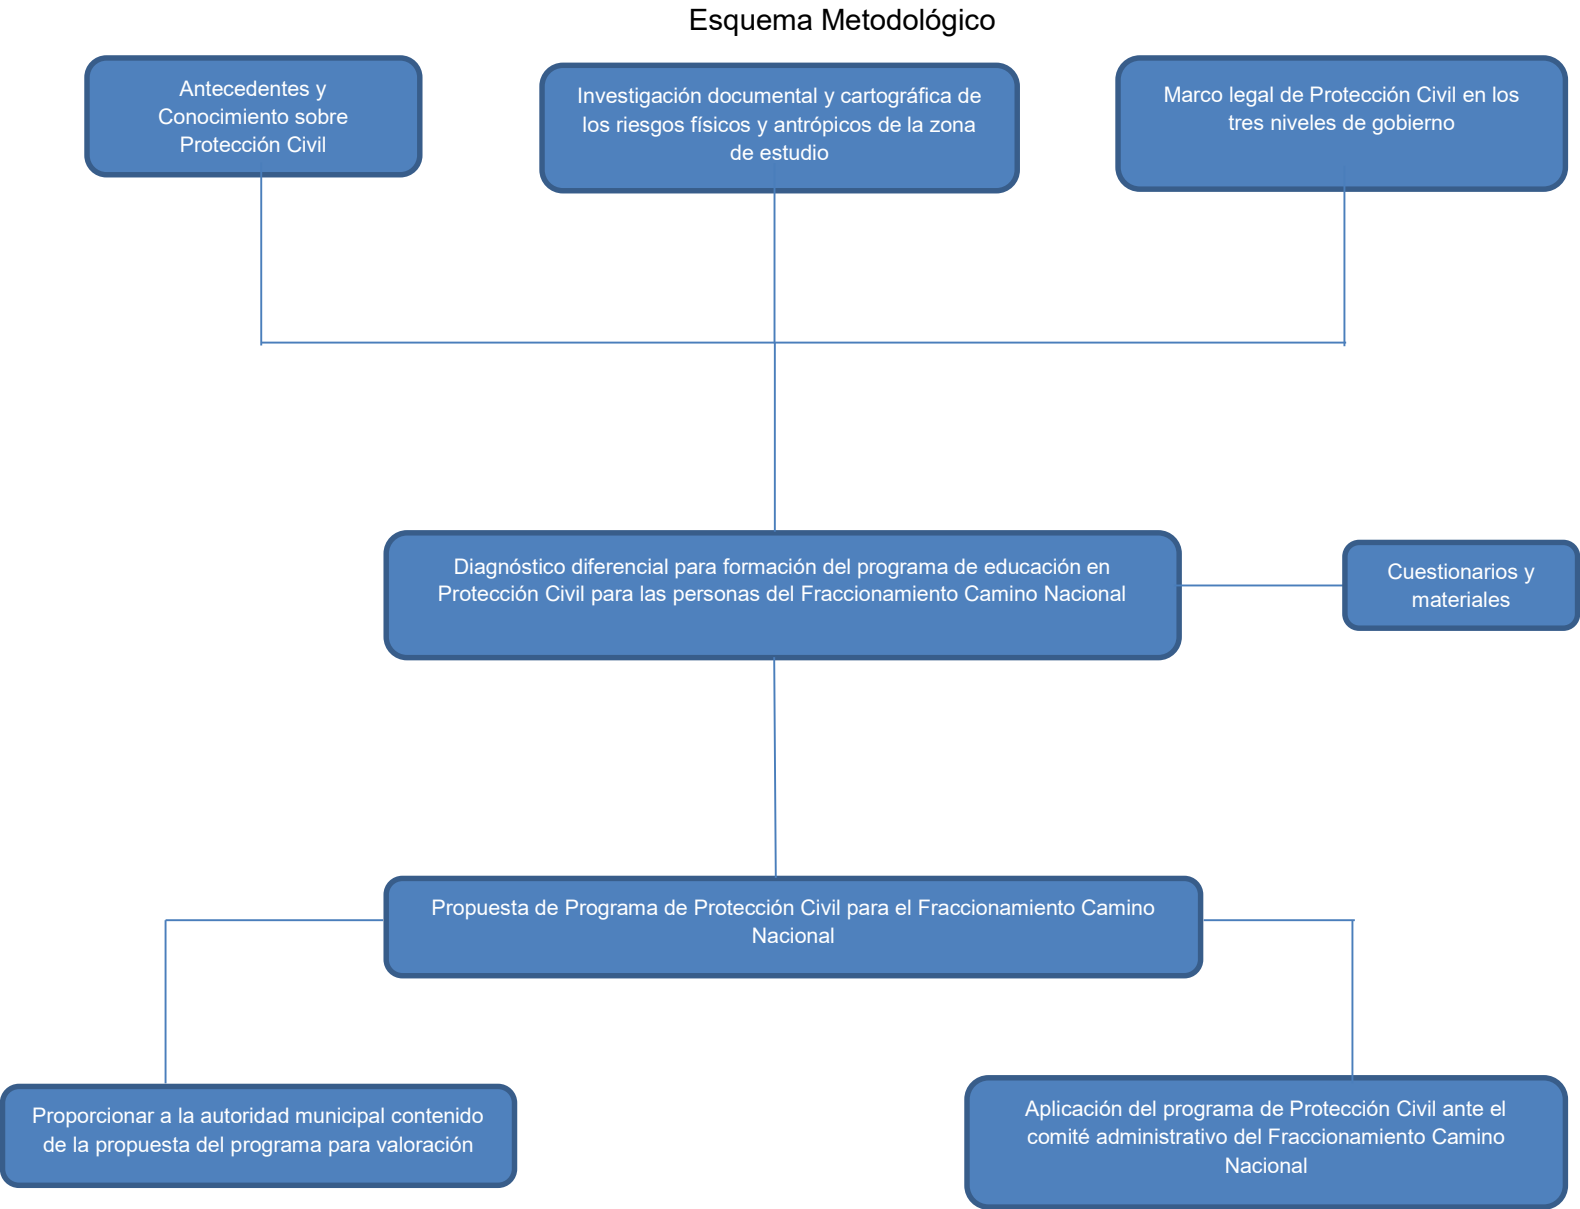 Esquema Metodológico
Antecedentes y
Conocimiento sobre
Protección Civil
Investigación documental y cartográfica de
los riesgos físicos y antrópicos de la zona
de estudio
Marco legal de Protección Civil en los
tres niveles de gobierno
Diagnóstico diferencial para formación del programa de educación en
Protección Civil para las personas del Fraccionamiento Camino Nacional
Cuestionarios y
materiales
Propuesta de Programa de Protección Civil para el Fraccionamiento Camino
Nacional
Proporcionar a la autoridad municipal contenido
de la propuesta del programa para valoración
Aplicación del programa de Protección Civil ante el
comité administrativo del Fraccionamiento Camino
Nacional